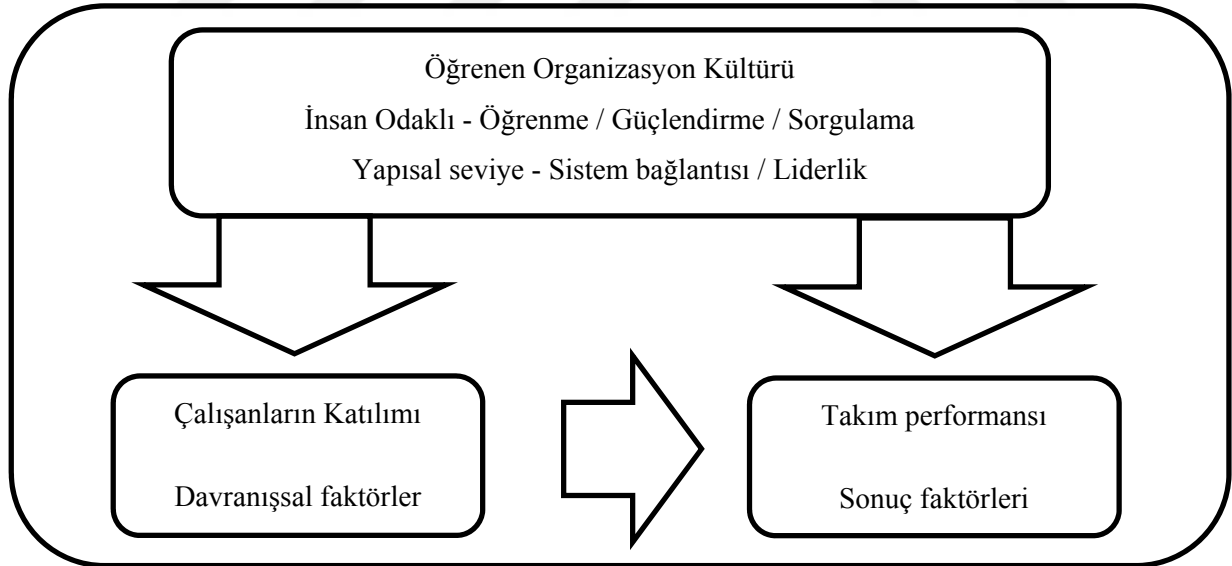 Öğrenen Organizasyon Kültürü
İnsan Odaklı - Öğrenme / Güçlendirme / Sorgulama
Yapısal seviye - Sistem bağlantısı / Liderlik
Çalışanların Katılımı
Davranışsal faktörler
Takım performansı
Sonuç faktörleri